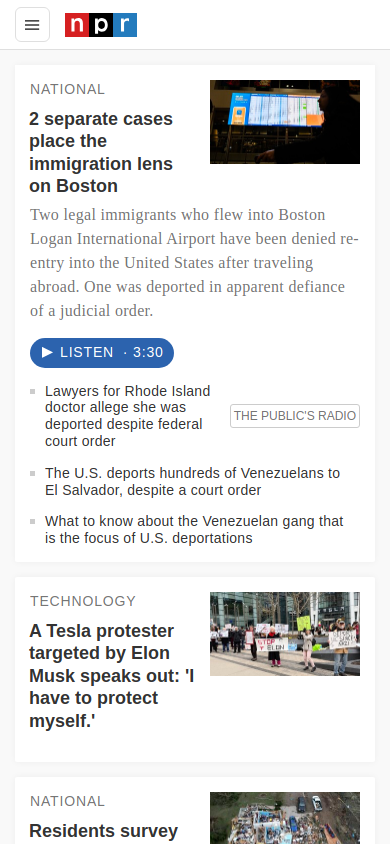 npr
NATIONAL
2 separate cases
place the
immigration lens
on Boston
Two legal immigrants who flew into Boston
Logan International Airport have been denied re-
entry into the United States after traveling
abroad. One was deported in apparent defiance
of a judicial order.
LISTEN · 3:30
Lawyers for Rhode Island
doctor allege she was
deported despite federal
court order
THE PUBLIC'S RADIO
The U.S. deports hundreds of Venezuelans to
El Salvador, despite a court order
What to know about the Venezuelan gang that
is the focus of U.S. deportations
TECHNOLOGY
A Tesla protester
targeted by Elon
Musk speaks out: 'I
have to protect
myself.'
NATIONAL
Residents survey